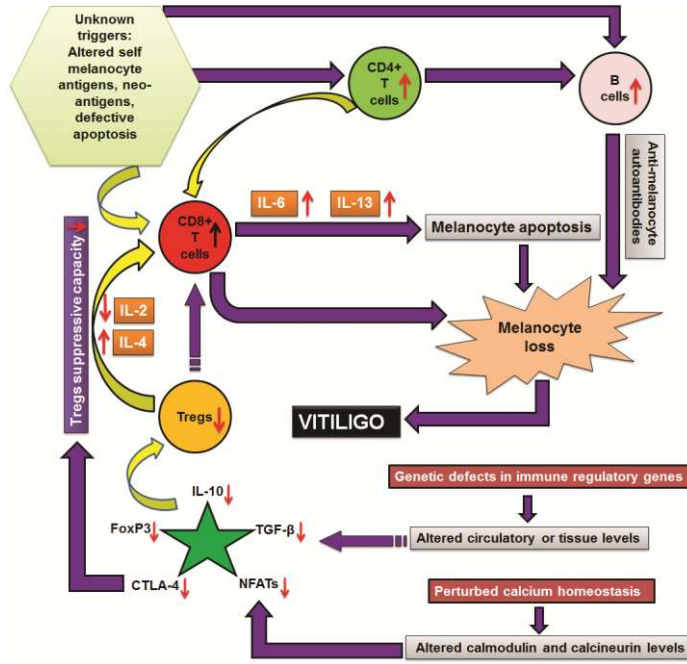 Unknown
triggers:
Altered self
melanocyte
antigens, neo-
antigens,
defective
apoptosis
CD4+
T
cells
B
cells
Anti-melanocyte
autoantibodies
CD8+
T
cells
IL-6
IL-13
Melanocyte apoptosis
Tregs suppressive capacity
IL-2
IL-4
Melanocyte
loss
Tregs
VITILIGO
IL-10
FoxP3
TGF-β
CTLA-4
NFATs
Genetic defects in immune regulatory genes
Altered circulatory or tissue levels
Perturbed calcium homeostasis
Altered calmodulin and calcineurin levels